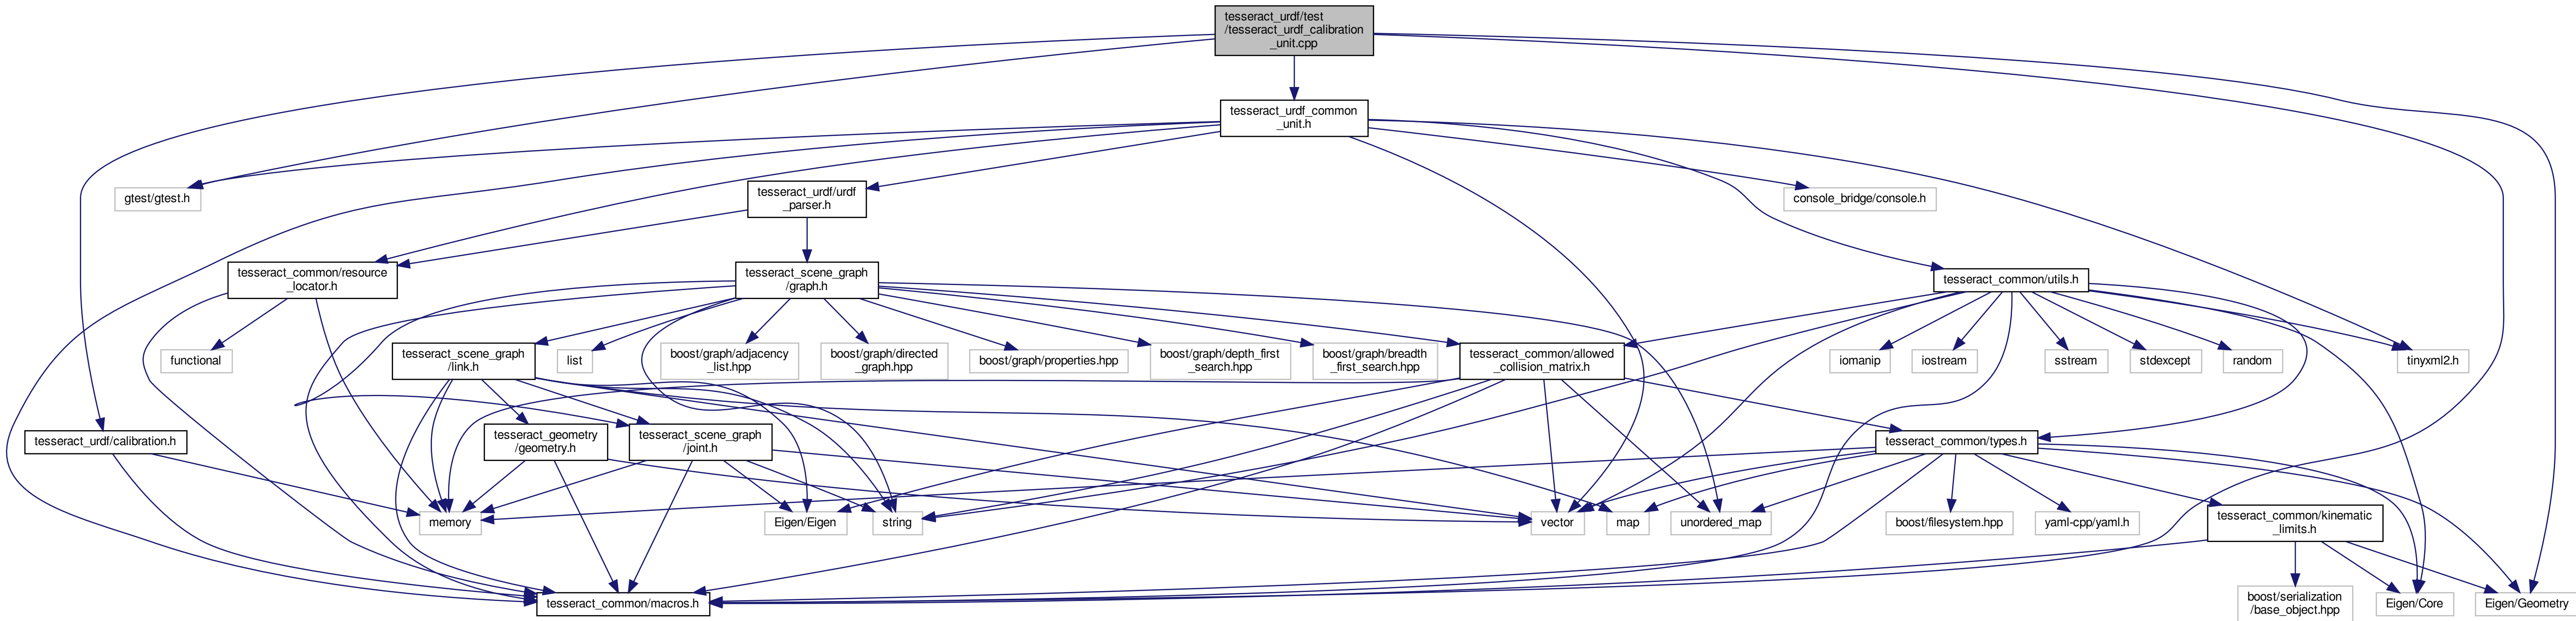 tesseract_urdf/test
/tesseract_urdf_calibration
_unit.cpp
tesseract_urdf_common
_unit.h
gtest/gtest.h
tesseract_urdf/urdf
_parser.h
console_bridge/console.h
tesseract_common/resource
_locator.h
tesseract_scene_graph
/graph.h
tesseract_common/utils.h
functional
tesseract_scene_graph
/link.h
list
boost/graph/adjacency
_list.hpp
boost/graph/directed
_graph.hpp
boost/graph/properties.hpp
boost/graph/depth_first
_search.hpp
boost/graph/breadth
_first_search.hpp
tesseract_common/allowed
_collision_matrix.h
iomanip
iostream
sstream
stdexcept
random
tinyxml2.h
tesseract_urdf/calibration.h
tesseract_geometry
/geometry.h
tesseract_scene_graph
/joint.h
tesseract_common/types.h
memory
Eigen/Eigen
string
vector
map
unordered_map
boost/filesystem.hpp
yaml-cpp/yaml.h
tesseract_common/kinematic
_limits.h
tesseract_common/macros.h
boost/serialization
/base_object.hpp
Eigen/Core
Eigen/Geometry